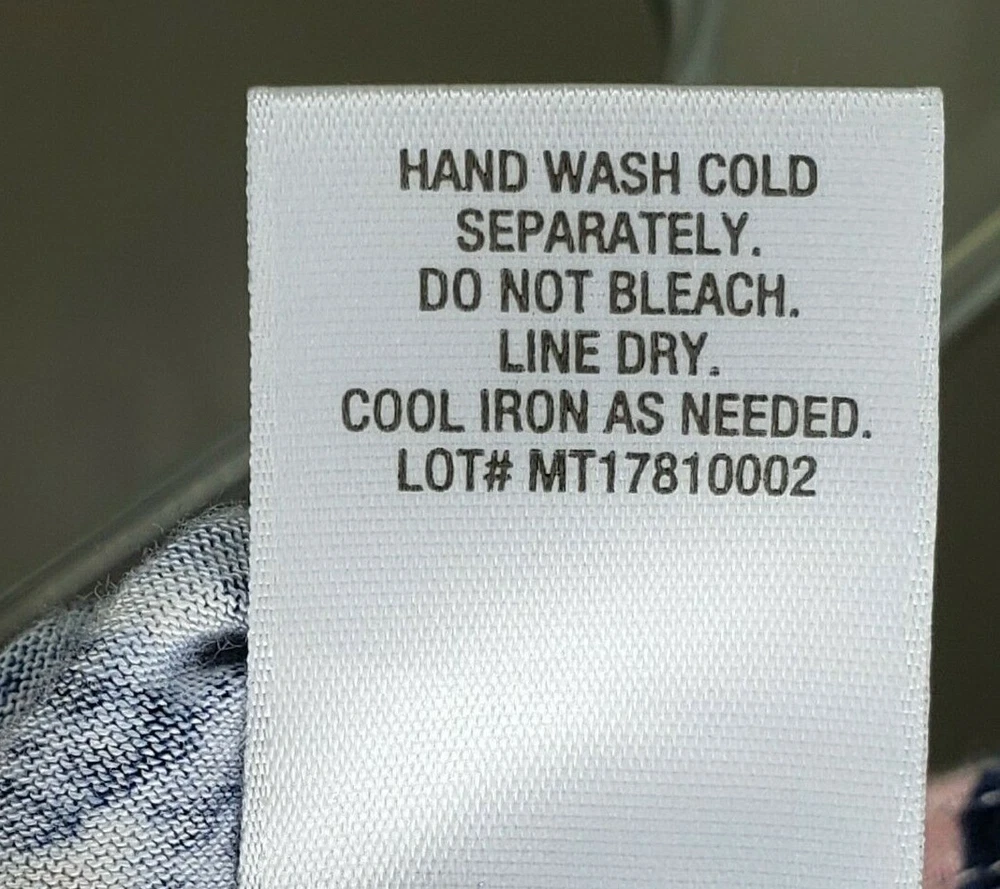 HAND WASH COLD
SEPARATELY.
DO NOT BLEACH.
LINE DRY.
COOL IRON AS NEEDED.
LOT# MT17810002